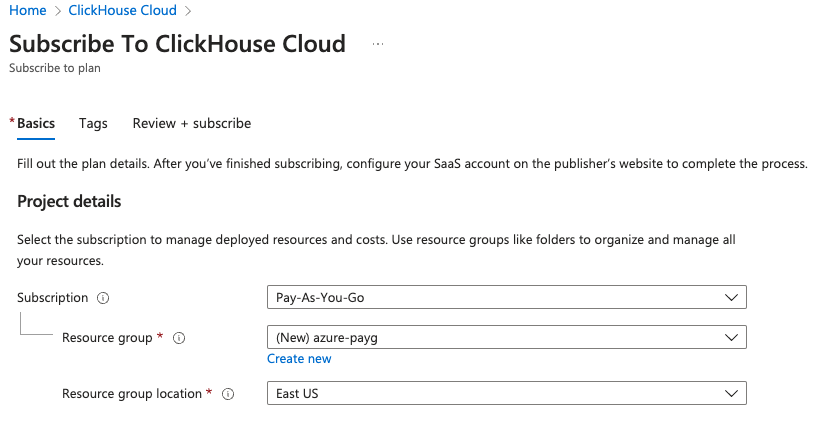 Home > ClickHouse Cloud >
Subscribe To ClickHouse Cloud ...
Subscribe to plan
* Basics Tags Review + subscribe
Fill out the plan details. After you've finished subscribing, configure your SaaS account on the publisher's website to complete the process.
Project details
Select the subscription to manage deployed resources and costs. Use resource groups like folders to organize and manage all
your resources.
Subscription Pay-As-You-Go
Resource group * (New) azure-payg
Create new
Resource group location * East US